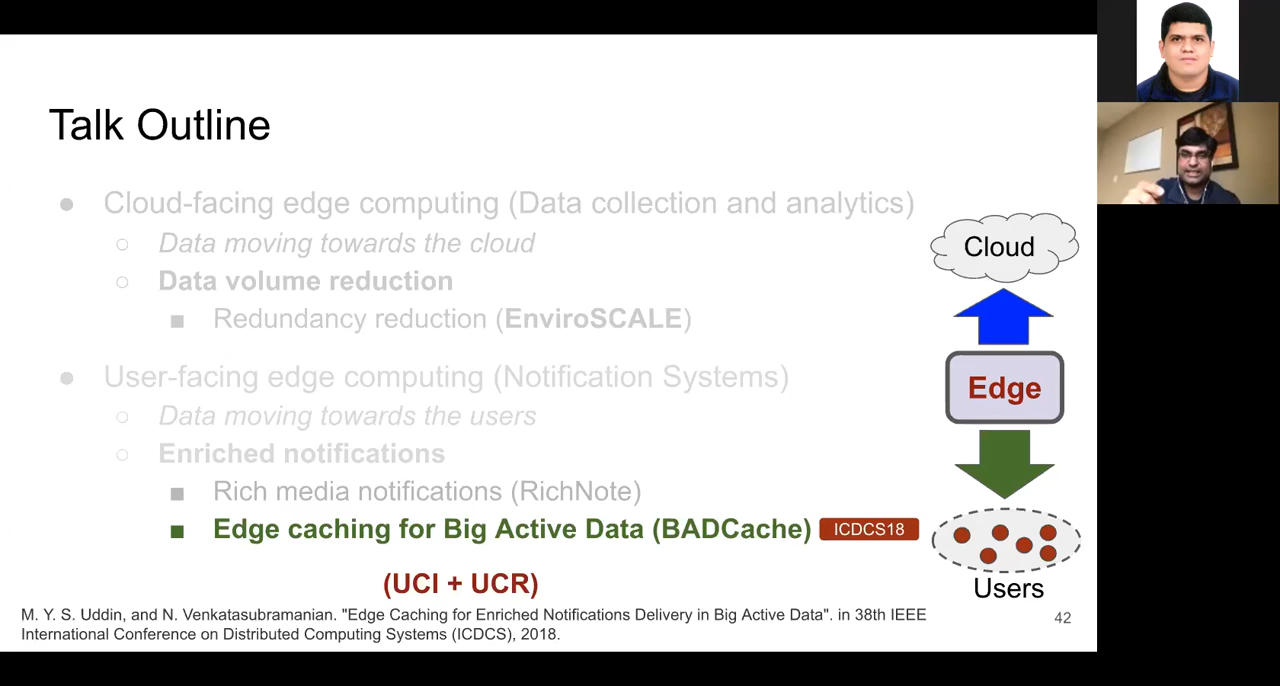 Talk Outline
● Cloud-facing edge computing (Data collection and analytics)
○ Data moving towards the cloud
○ Data volume reduction
■ Redundancy reduction (EnviroSCALE)
● User-facing edge computing (Notification Systems)
○ Data moving towards the users
○ Enriched notifications
■ Rich media notifications (RichNote)
■ Edge caching for Big Active Data (BADCache) ICDCS18
(UCI + UCR)
Cloud
Edge
Users
M. Y. S. Uddin, and N. Venkatasubramanian. "Edge Caching for Enriched Notifications Delivery in Big Active Data". in 38th IEEE
International Conference on Distributed Computing Systems (ICDCS), 2018.
42